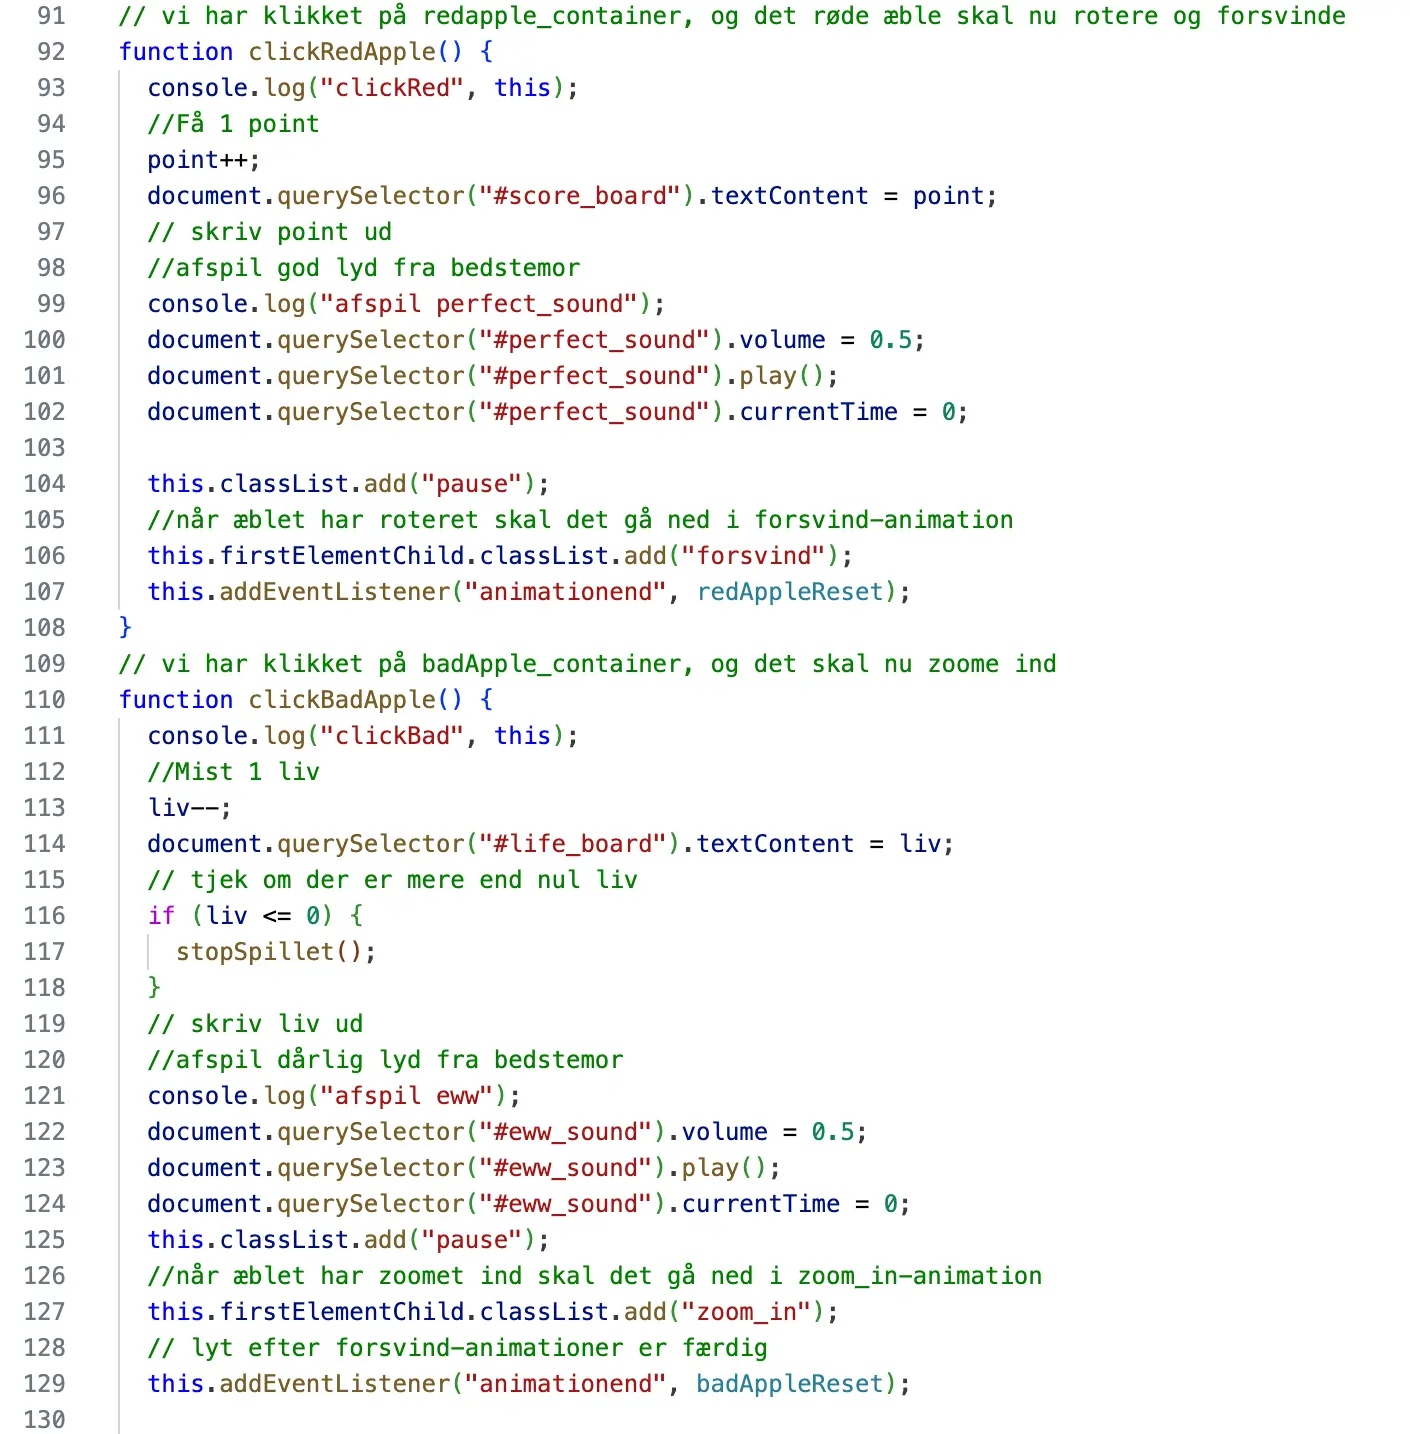 91 // vi har klikket på redapple_container, og det røde æble skal nu rotere og forsvinde
92 function clickRedApple() {
93 console.log("clickRed", this);
94 //Få 1 point
95 point++;
96 document.querySelector("#score_board").textContent = point;
97 // skriv point ud
98 //afspil god lyd fra bedstemor
99 console.log("afspil perfect_sound");
100 document.querySelector("#perfect_sound").volume = 0.5;
101 document.querySelector("#perfect_sound").play();
102 document.querySelector("#perfect_sound").currentTime = 0;
103
104 this.classList.add("pause");
105 //når æblet har roteret skal det gå ned i forsvind-animation
106 this.firstElementChild.classList.add("forsvind");
107 this.addEventListener("animationend", redAppleReset);
108 }
109 // vi har klikket på badApple_container, og det skal nu zoome ind
110 function clickBadApple() {
111 console.log("clickBad", this);
112 //Mist 1 liv
113 liv--;
114 document.querySelector("#life_board").textContent = liv;
115 // tjek om der er mere end nul liv
116 if (liv <= 0) {
117 stopSpillet();
118 }
119 // skriv liv ud
120 //afspil dårlig lyd fra bedstemor
121 console.log("afspil eww");
122 document.querySelector("#eww_sound").volume = 0.5;
123 document.querySelector("#eww_sound").play();
124 document.querySelector("#eww_sound").currentTime = 0;
125 this.classList.add("pause");
126 //når æblet har zoomet ind skal det gå ned i zoom_in-animation
127 this.firstElementChild.classList.add("zoom_in");
128 // lyt efter forsvind-animationer er færdig
129 this.addEventListener("animationend", badAppleReset);
130